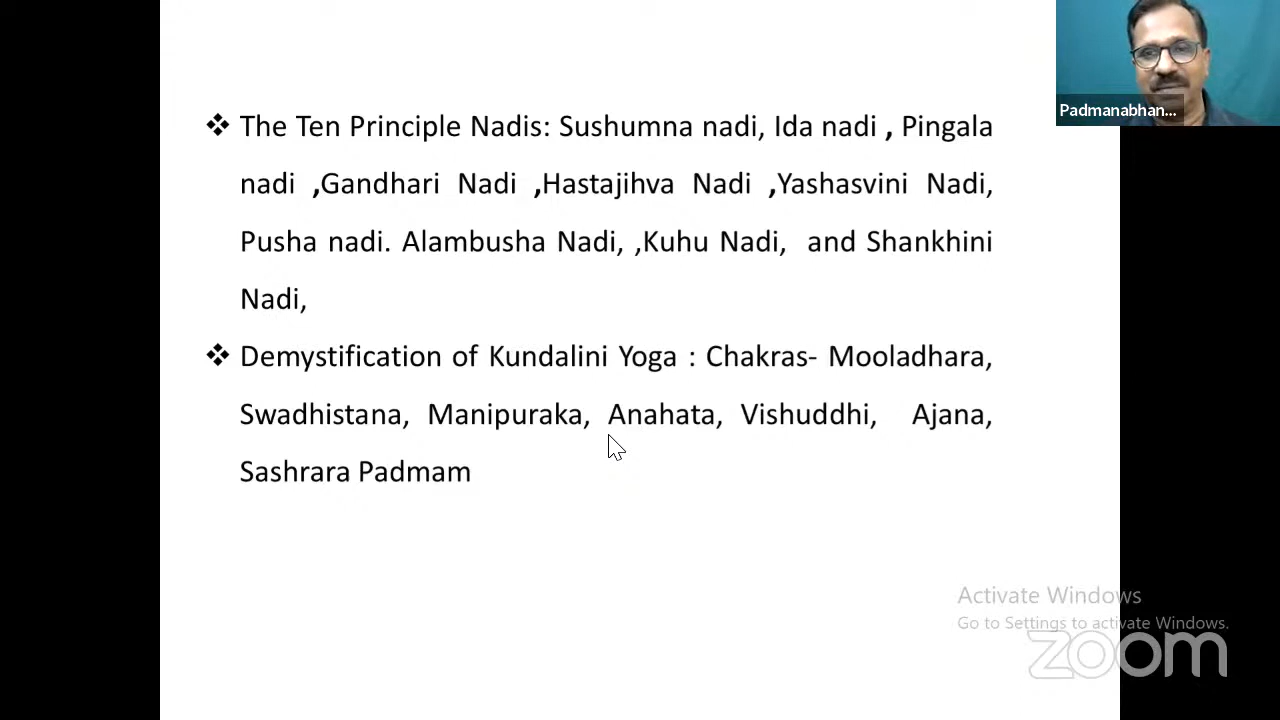 ❖ The Ten Principle Nadis: Sushumna nadi, Ida nadi , Pingala
nadi ,Gandhari Nadi ,Hastajihva Nadi ,Yashasvini Nadi,
Pusha nadi. Alambusha Nadi, ,Kuhu Nadi, and Shankhini
Nadi,
❖ Demystification of Kundalini Yoga : Chakras- Mooladhara,
Swadhistana, Manipuraka, Anahata, Vishuddhi, Ajana,
Sashrara Padmam
Padmanabhan...
Activate Windows
Go to Settings to activate Windows.
zoom